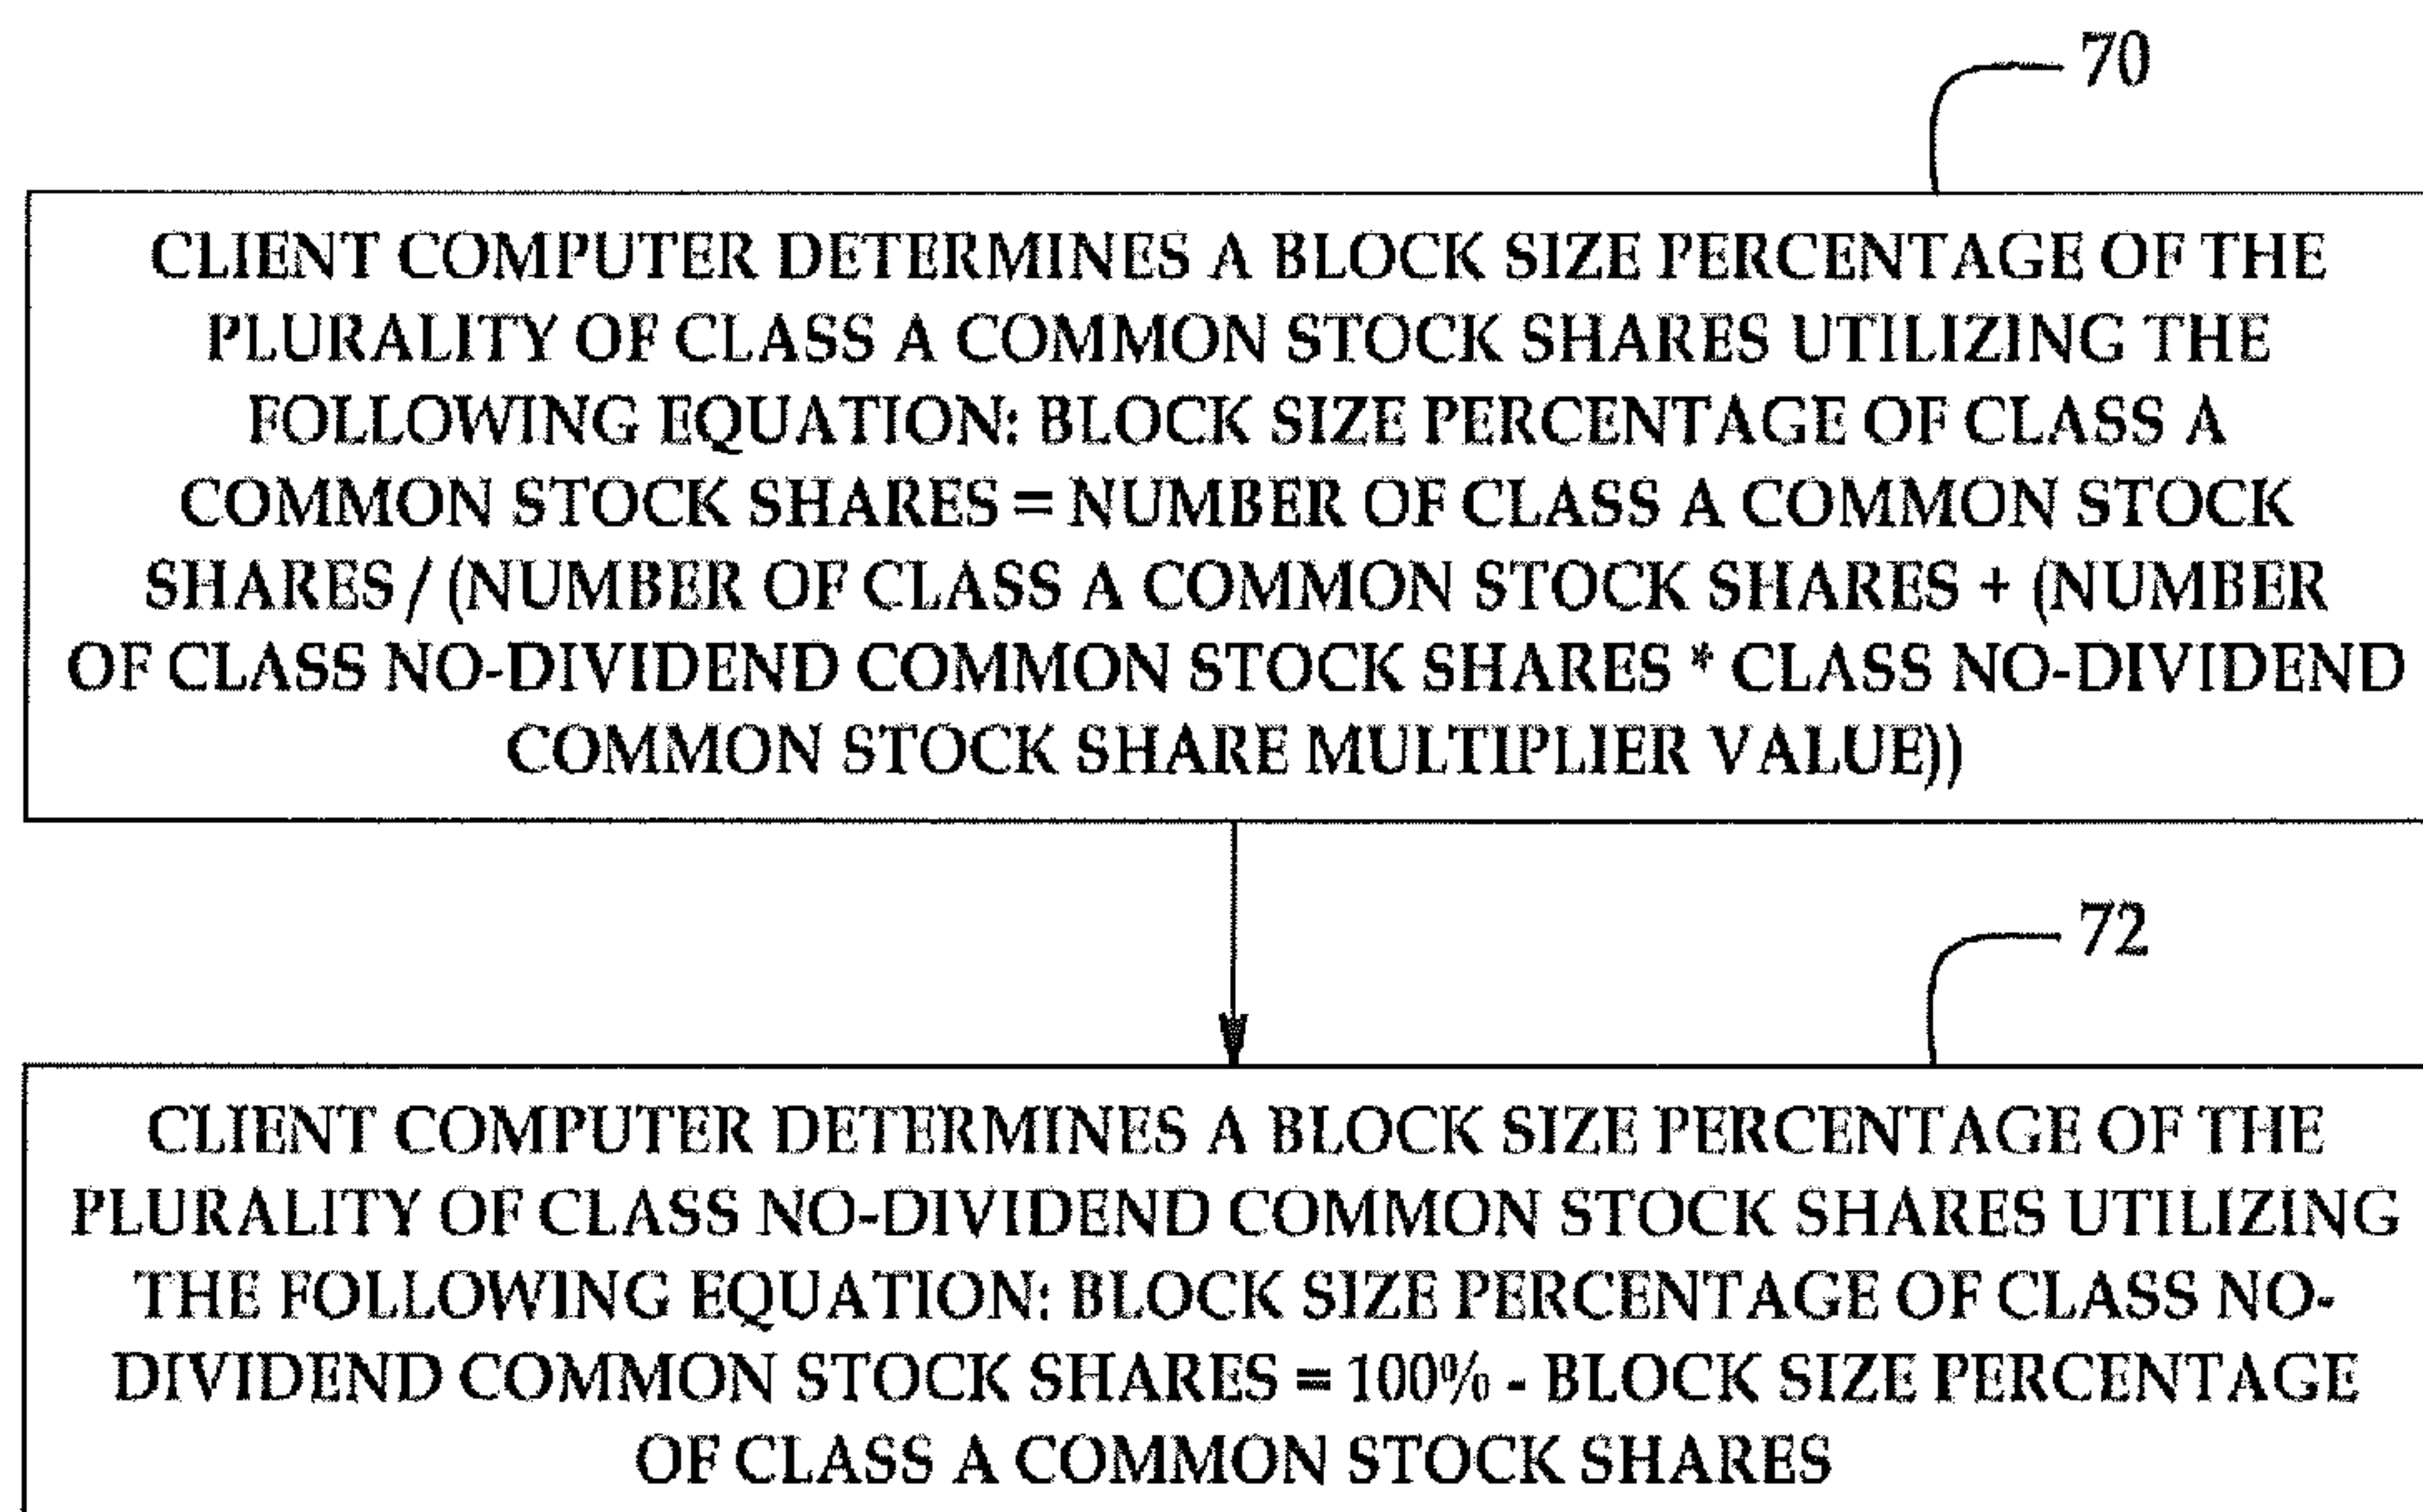 70
CLIENT COMPUTER DETERMINES A BLOCK SIZE PERCENTAGE OF THE
PLURALITY OF CLASS A COMMON STOCK SHARES UTILIZING THE
FOLLOWING EQUATION: BLOCK SIZE PERCENTAGE OF CLASS A
COMMON STOCK SHARES = NUMBER OF CLASS A COMMON STOCK
SHARES / (NUMBER OF CLASS A COMMON STOCK SHARES + (NUMBER
OF CLASS NO-DIVIDEND COMMON STOCK SHARES * CLASS NO-DIVIDEND
COMMON STOCK SHARE MULTIPLIER VALUE))
72
CLIENT COMPUTER DETERMINES A BLOCK SIZE PERCENTAGE OF THE
PLURALITY OF CLASS NO-DIVIDEND COMMON STOCK SHARES UTILIZING
THE FOLLOWING EQUATION: BLOCK SIZE PERCENTAGE OF CLASS NO-
DIVIDEND COMMON STOCK SHARES = 100% - BLOCK SIZE PERCENTAGE
OF CLASS A COMMON STOCK SHARES